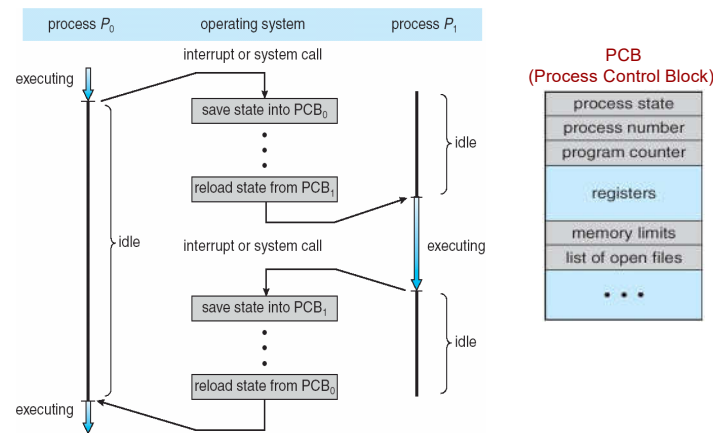 process P0 operating system process P1
interrupt or system call
executing
save state into PCB0
idle
reload state from PCB1
idle
interrupt or system call
executing
save state into PCB1
idle
reload state from PCB0
executing
PCB
(Process Control Block)
process state
process number
program counter
registers
memory limits
list of open files